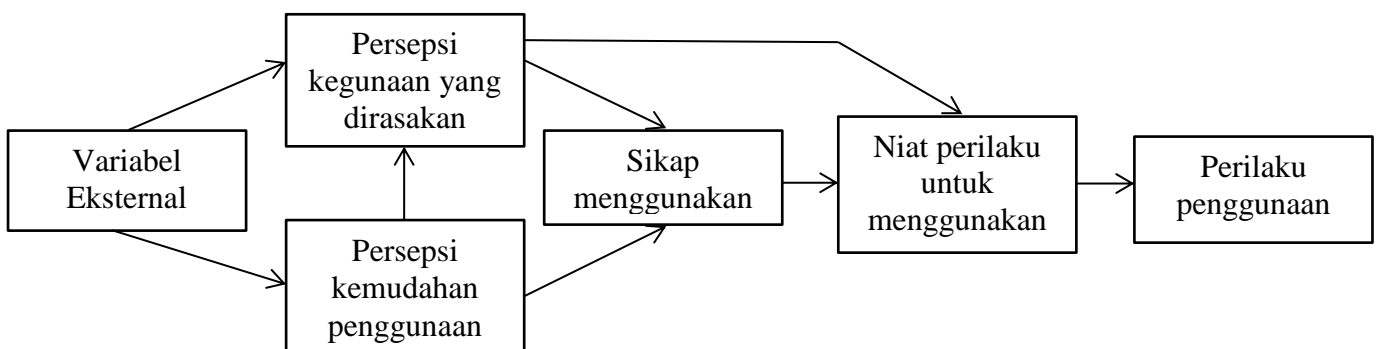 Persepsi
kegunaan yang
dirasakan
Variabel
Eksternal
Persepsi
kemudahan
penggunaan
Sikap
menggunakan
Niat perilaku
untuk
menggunakan
Perilaku
penggunaan